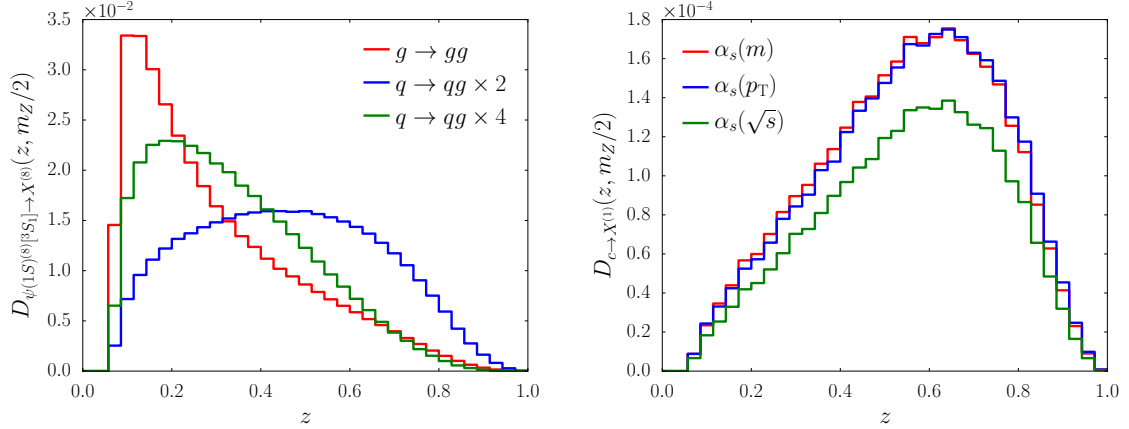 ×10⁻²
3.5
3.0
2.5
2.0
1.5
1.0
0.5
0.0
0.0 0.2 0.4 0.6 0.8 1.0
z
D_{ψ(1S)^{(8)}[³S₁]→X^{(8)}}(z, m_Z/2)
g → gg
q → qg × 2
q → qg × 4
×10⁻⁴
1.8
1.6
1.4
1.2
1.0
0.8
0.6
0.4
0.2
0.0
0.0 0.2 0.4 0.6 0.8 1.0
z
D_{c→X^{(1)}}(z, m_Z/2)
α_s(m)
α_s(p_T)
α_s(√s)